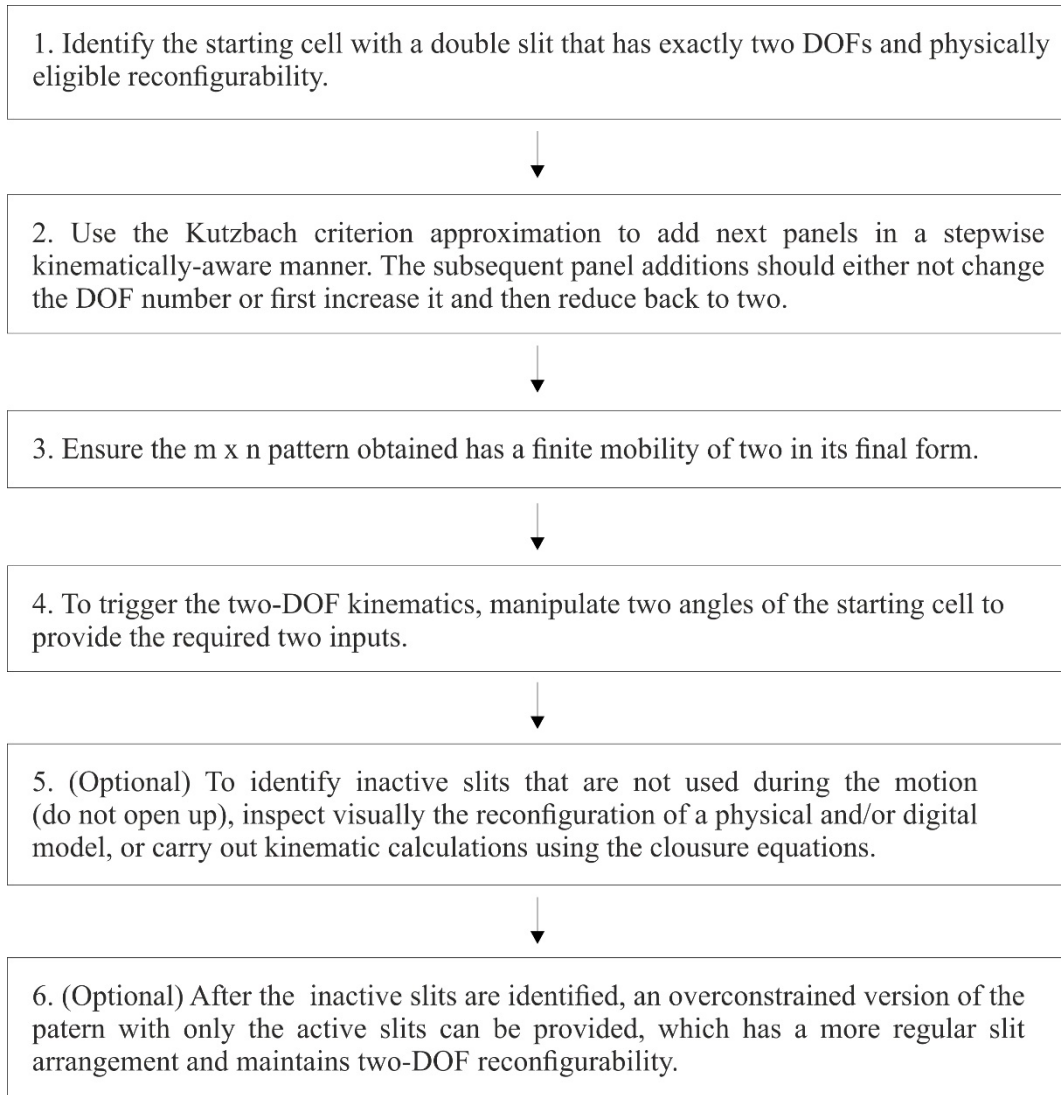 1. Identify the starting cell with a double slit that has exactly two DOFs and physically
eligible reconfigurability.
2. Use the Kutzbach criterion approximation to add next panels in a stepwise
kinematically-aware manner. The subsequent panel additions should either not change
the DOF number or first increase it and then reduce back to two.
3. Ensure the m x n pattern obtained has a finite mobility of two in its final form.
4. To trigger the two-DOF kinematics, manipulate two angles of the starting cell to
provide the required two inputs.
5. (Optional) To identify inactive slits that are not used during the motion
(do not open up), inspect visually the reconfiguration of a physical and/or digital
model, or carry out kinematic calculations using the clousure equations.
6. (Optional) After the inactive slits are identified, an overconstrained version of the
patern with only the active slits can be provided, which has a more regular slit
arrangement and maintains two-DOF reconfigurability.